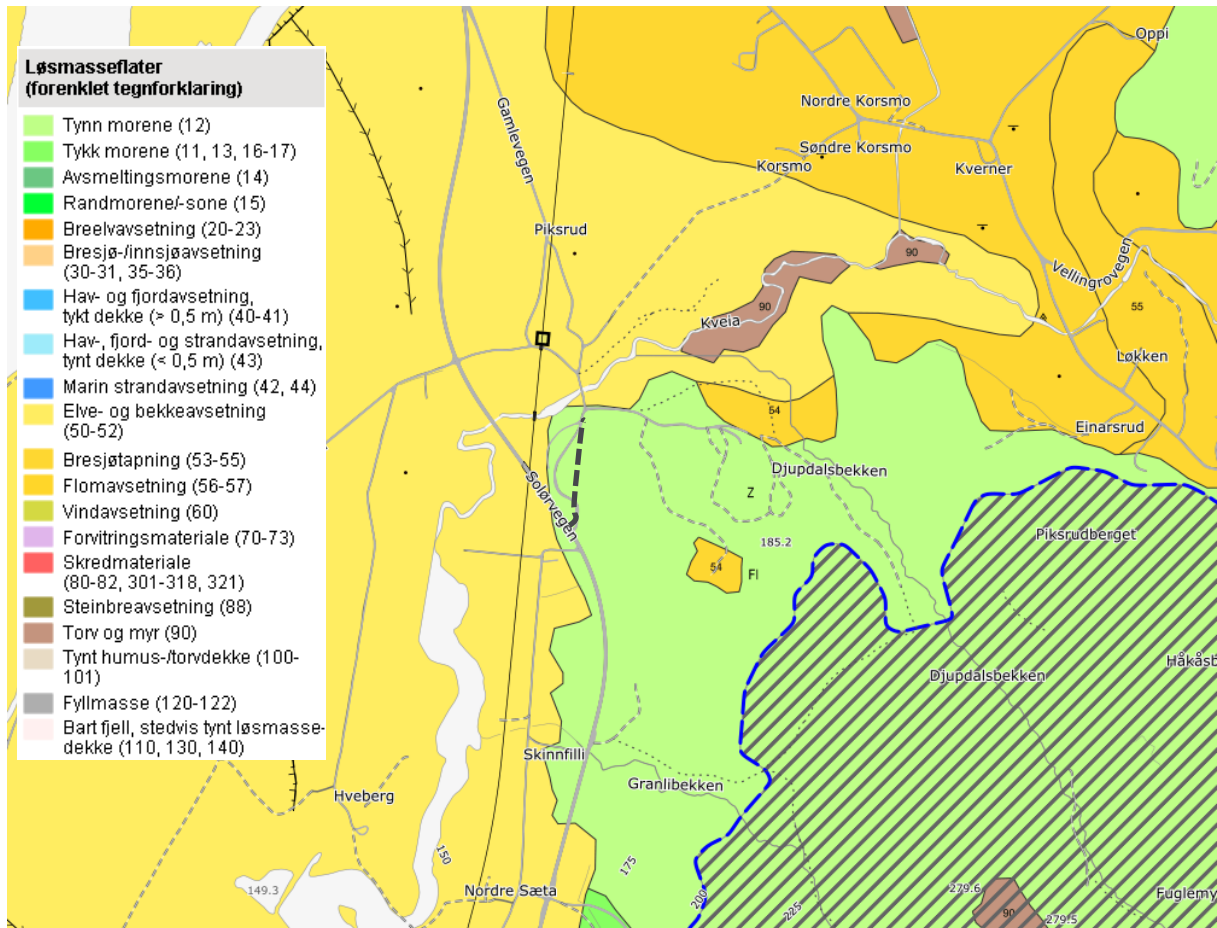 Løsmasseflater
(forenklet tegnforklaring)
Tynn morene (12)
Tykk morene (11, 13, 16-17)
Avsmeltingsmorene (14)
Randmorene/-sone (15)
Breelvavsetning (20-23)
Bresjø-/innsjøavsetning
(30-31, 35-36)
Hav- og fjordavsetning,
tykt dekke (> 0,5 m) (40-41)
Hav-, fjord- og strandavsetning,
tynt dekke (< 0,5 m) (43)
Marin strandavsetning (42, 44)
Elve- og bekkeavsetning
(50-52)
Bresjøtapning (53-55)
Flomavsetning (56-57)
Vindavsetning (60)
Forvitringsmateriale (70-73)
Skredmateriale
(80-82, 301-318, 321)
Steinbreavsetning (88)
Torv og myr (90)
Tynt humus-/torvdekke (100-
101)
Fyllmasse (120-122)
Bart fjell, stedvis tynt løsmasse-
dekke (110, 130, 140)
Oppi
Gamlevegen
Nordre Korsmo
Søndre Korsmo
Korsmo
Kverner
Piksrud
90
Vellingrovegen
90
55
Kveia
Løkken
54
Einarsrud
Djupdalsbekken
Solørvegen
Z
Piksrudberget
185.2
54
Fl
Håkåsb
Djupdalsbekken
Skinnfilli
Granlibekken
Hveberg
150
175
149.3
Nordre Sæta
200
225
279.6
Fuglemy
90
279.5